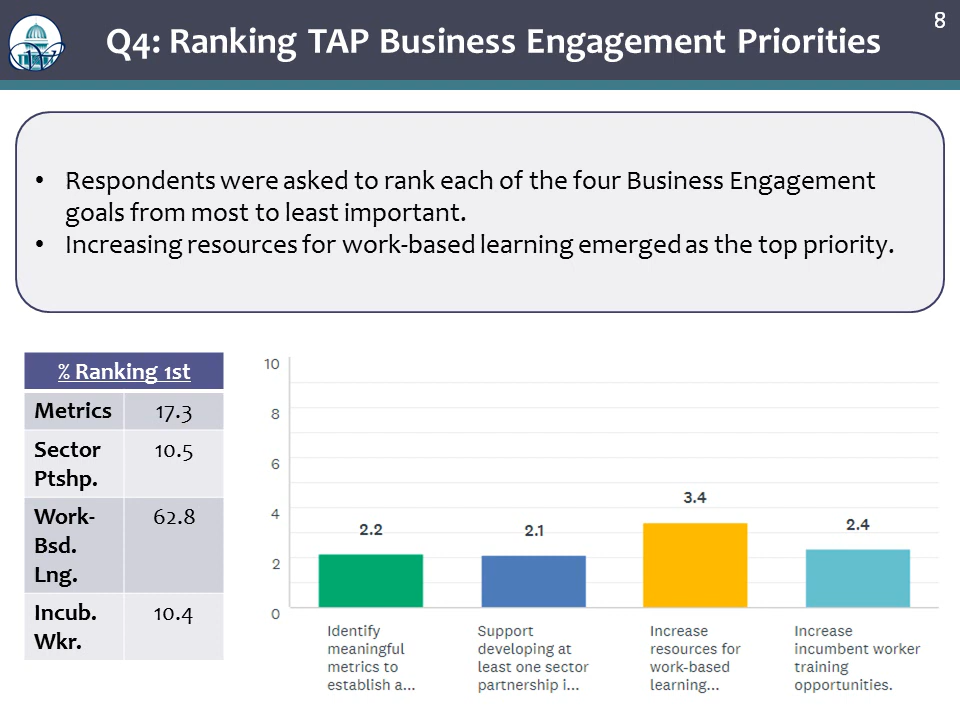 8
Q4: Ranking TAP Business Engagement Priorities
• Respondents were asked to rank each of the four Business Engagement
goals from most to least important.
• Increasing resources for work-based learning emerged as the top priority.
% Ranking 1st
Metrics 17.3
Sector 10.5
Ptshp.
Work- 62.8
Bsd.
Lng.
Incub. 10.4
Wkr.
10
8
6
4
2
0
2.2
2.1
3.4
2.4
Identify
meaningful
metrics to
establish a...
Support
developing at
least one sector
partnership i...
Increase
resources for
work-based
learning...
Increase
incumbent worker
training
opportunities.